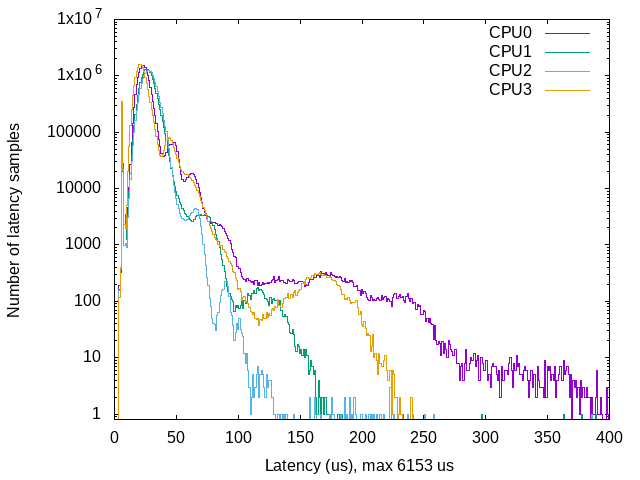 1x10^7
1x10^6
100000
10000
1000
100
10
1
0 50 100 150 200 250 300 350 400
Number of latency samples
Latency (us), max 6153 us
CPU0
CPU1
CPU2
CPU3